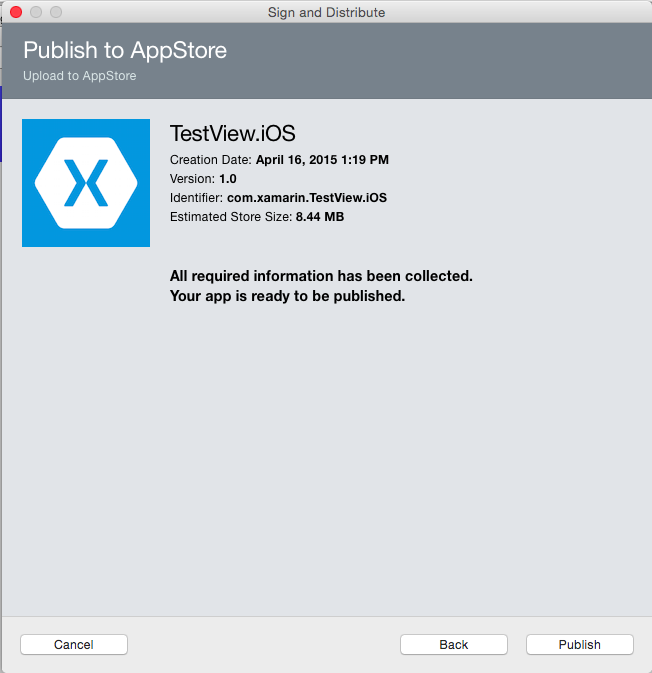 Sign and Distribute
Publish to AppStore
Upload to AppStore
TestView.iOS
Creation Date: April 16, 2015 1:19 PM
Version: 1.0
Identifier: com.xamarin.TestView.iOS
Estimated Store Size: 8.44 MB
All required information has been collected.
Your app is ready to be published.
Cancel
Back
Publish